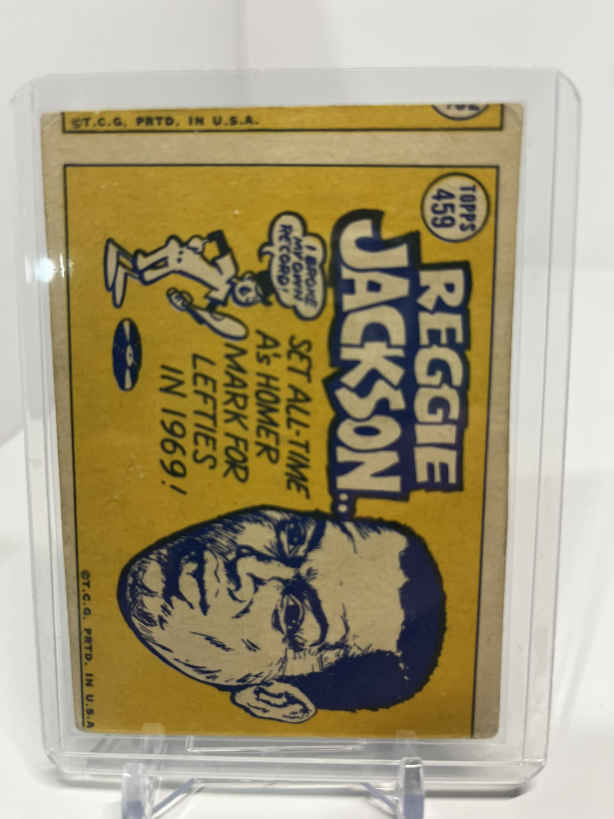 ©T.C.G. PRTD. IN U.S.A.
TOPPS
459
REGGIE
JACKSON...
I BROKE
MY OWN
RECORD!
SET ALL-TIME
A's HOMER
MARK FOR
LEFTIES
IN 1969!
©T.C.G. PRTD. IN U.S.A